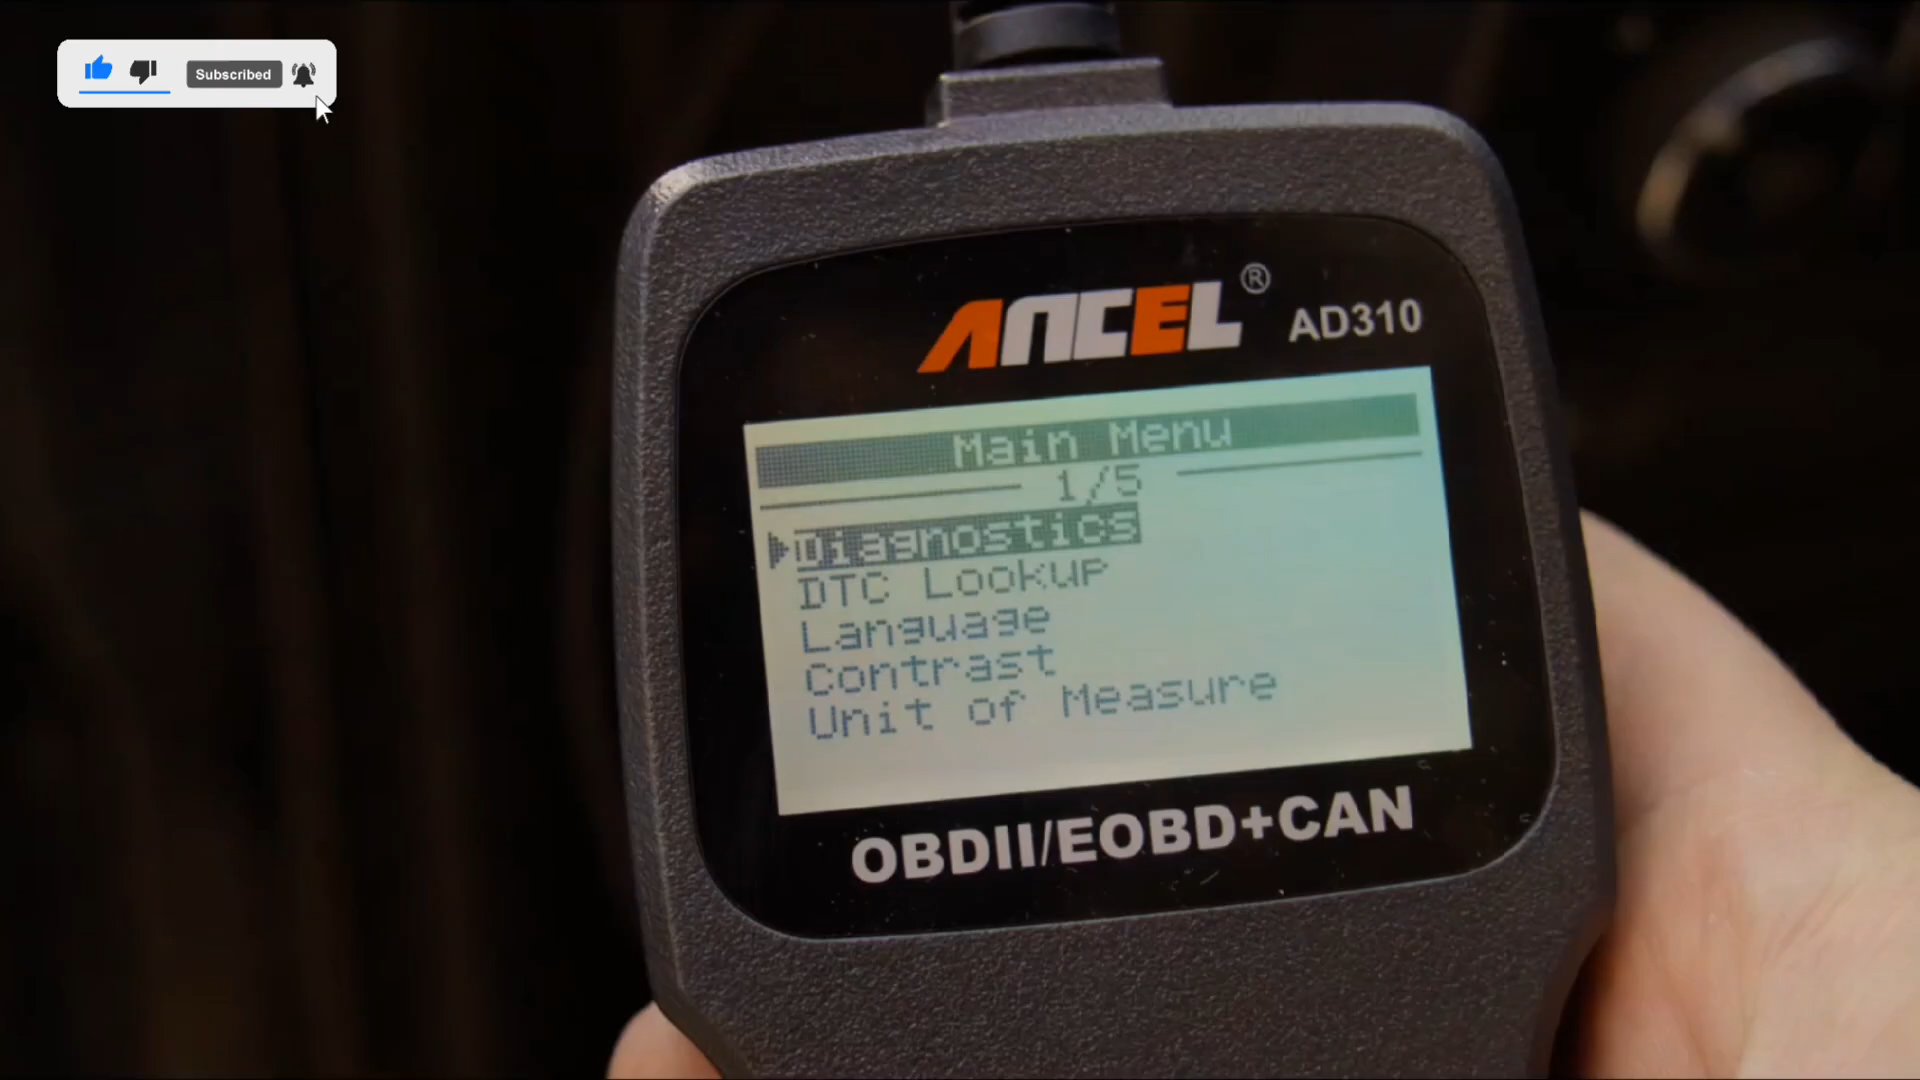 Subscribed
ANCEL® AD310
Main Menu
1/5
Diagnostics
DTC Lookup
Language
Contrast
Unit of Measure
OBDII/EOBD+CAN